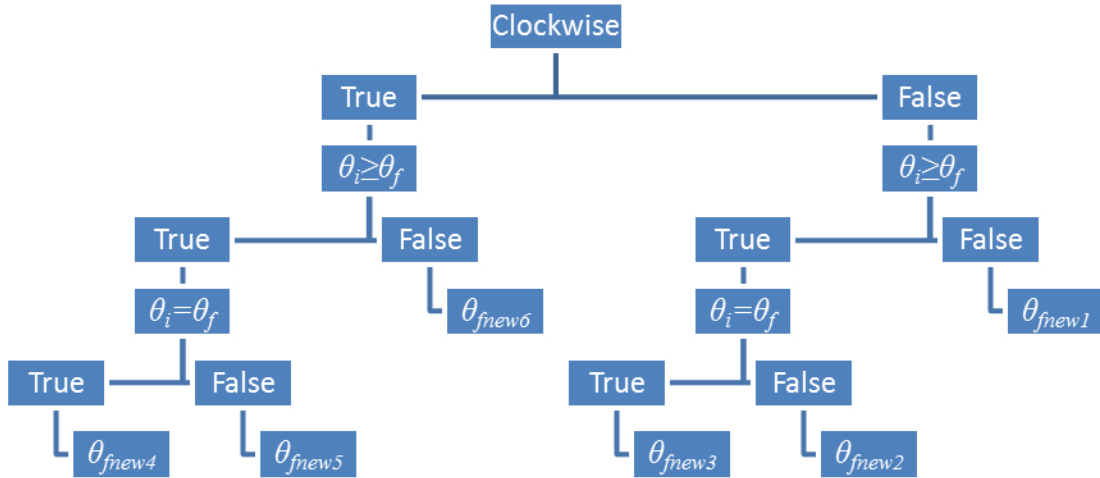 Clockwise
True
False
θi≥θf
θi≥θf
True
False
True
False
θi=θf
θfnew6
θi=θf
θfnew1
True
False
True
False
θfnew4
θfnew5
θfnew3
θfnew2